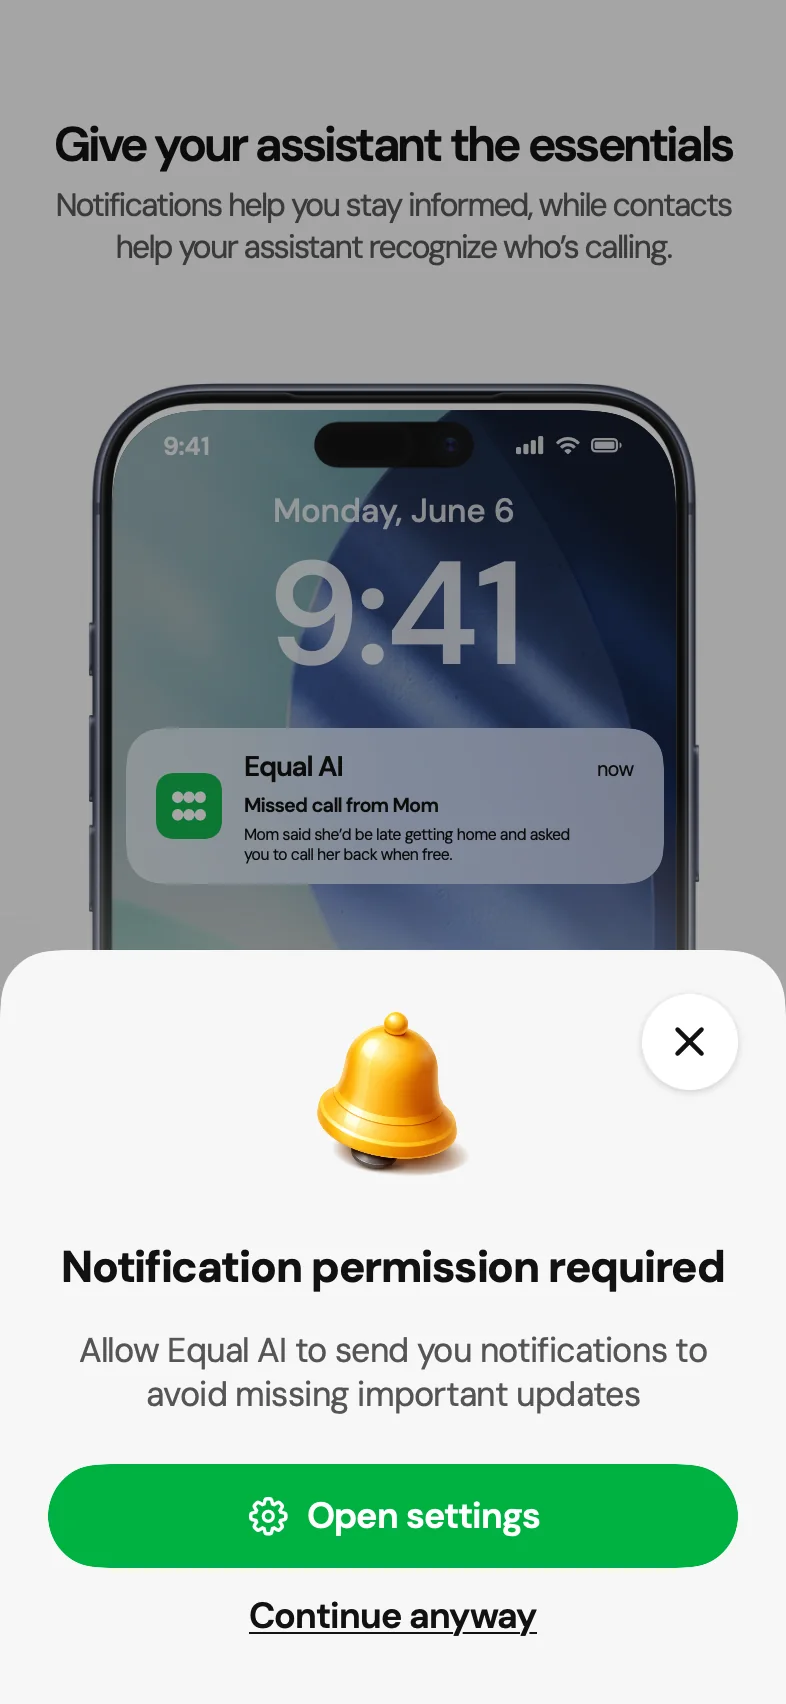 Give your assistant the essentials
Notifications help you stay informed, while contacts
help your assistant recognize who’s calling.
9:41
Monday, June 6
9:41
Equal AI
now
Missed call from Mom
Mom said she’d be late getting home and asked
you to call her back when free.
Notification permission required
Allow Equal AI to send you notifications to
avoid missing important updates
Open settings
Continue anyway